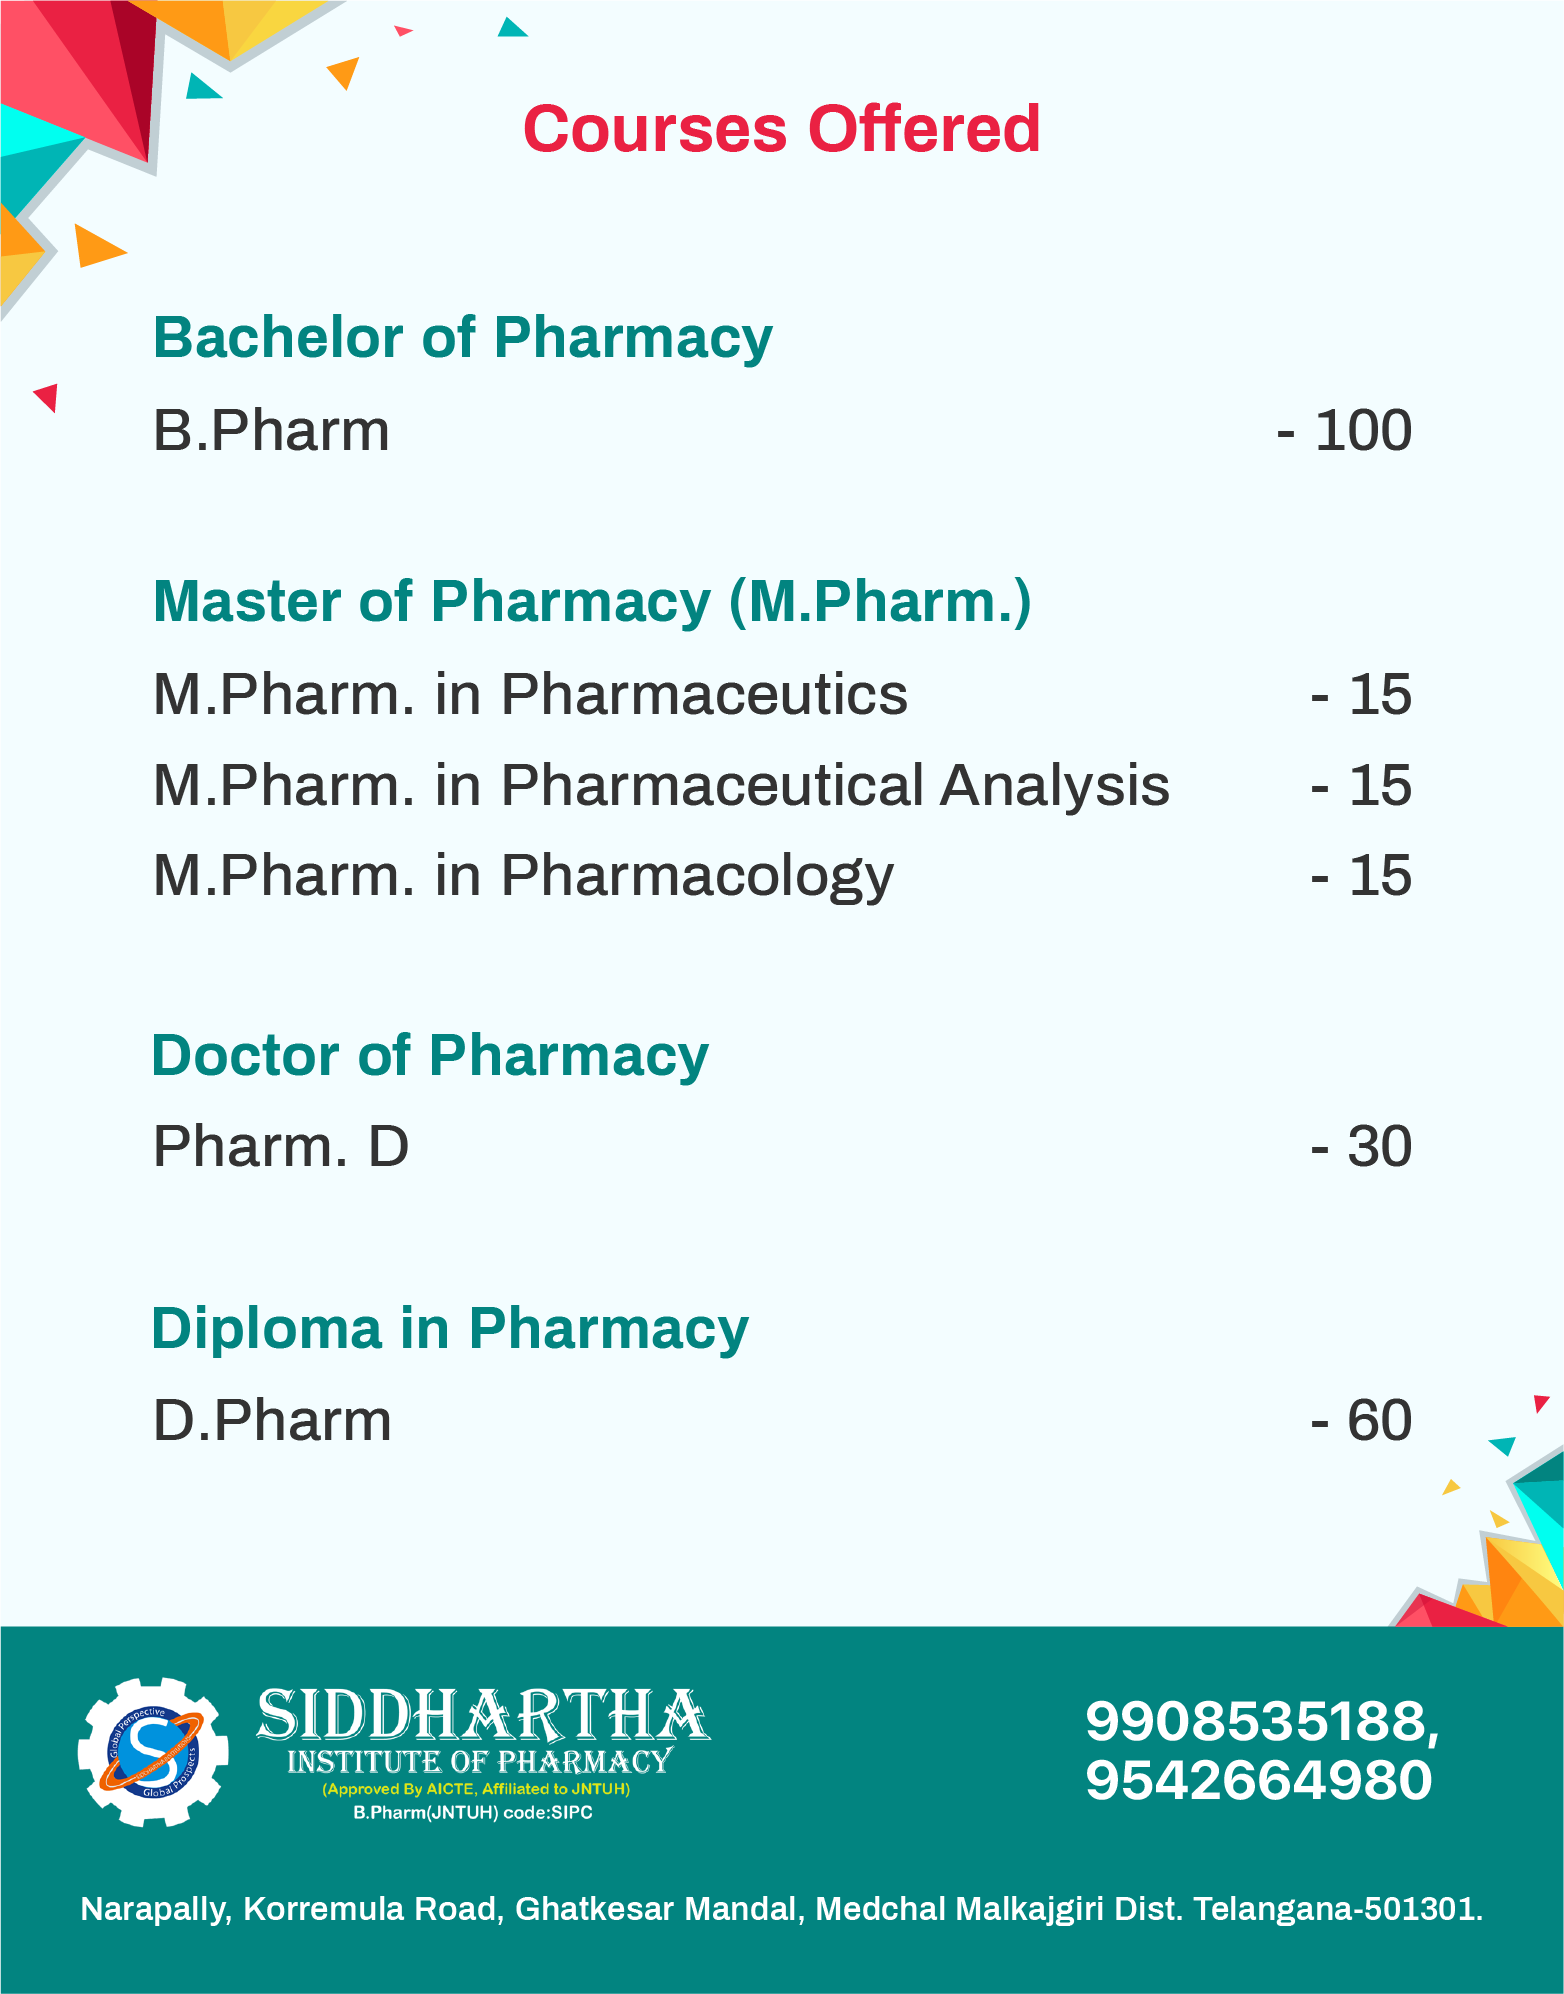 Courses Offered
Bachelor of Pharmacy
B.Pharm - 100
Master of Pharmacy (M.Pharm.)
M.Pharm. in Pharmaceutics - 15
M.Pharm. in Pharmaceutical Analysis - 15
M.Pharm. in Pharmacology - 15
Doctor of Pharmacy
Pharm. D - 30
Diploma in Pharmacy
D.Pharm - 60
Global Perspective
S
Global Prospects
SIDDHARTHA
INSTITUTE OF PHARMACY
(Approved By AICTE, Affiliated to JNTUH)
B.Pharm(JNTUH) code:SIPC
9908535188,
9542664980
Narapally, Korremula Road, Ghatkesar Mandal, Medchal Malkajgiri Dist. Telangana-501301.